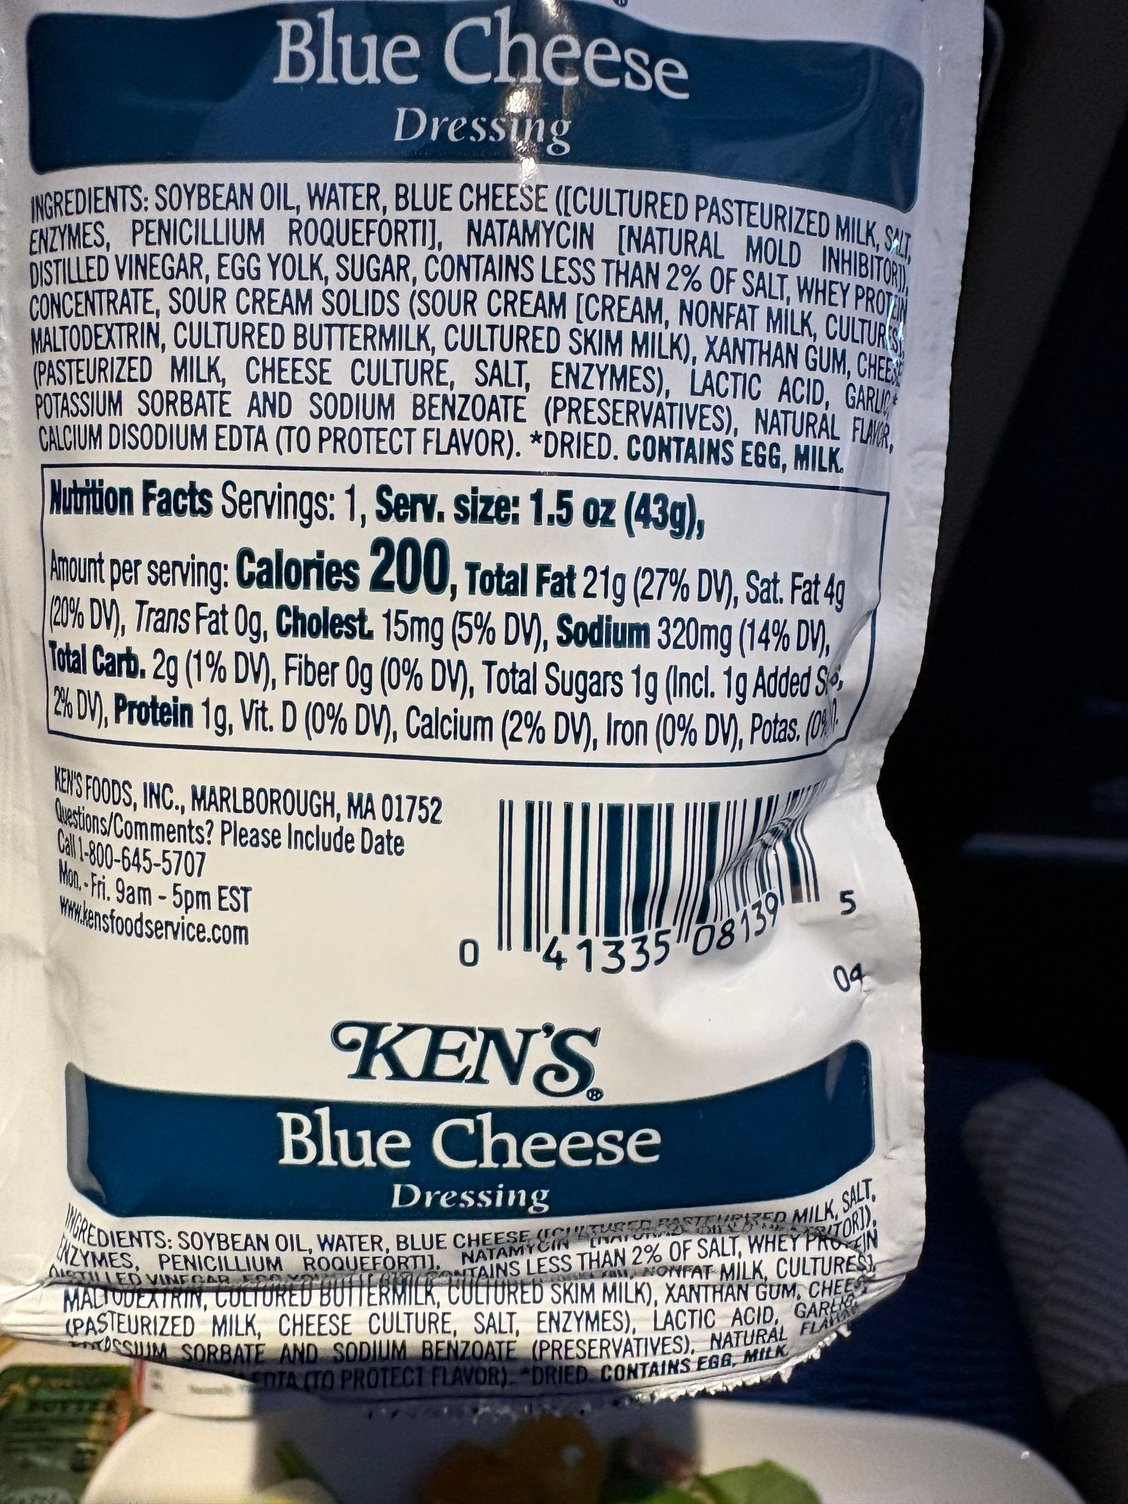 Blue Cheese
Dressing
INGREDIENTS: SOYBEAN OIL, WATER, BLUE CHEESE ([CULTURED PASTEURIZED MILK, SALT,
ENZYMES, PENICILLIUM ROQUEFORTI], NATAMYCIN [NATURAL MOLD INHIBITOR]),
DISTILLED VINEGAR, EGG YOLK, SUGAR, CONTAINS LESS THAN 2% OF SALT, WHEY PROTEIN
CONCENTRATE, SOUR CREAM SOLIDS (SOUR CREAM [CREAM, NONFAT MILK, CULTURES],
MALTODEXTRIN, CULTURED BUTTERMILK, CULTURED SKIM MILK), XANTHAN GUM, CHEESE
(PASTEURIZED MILK, CHEESE CULTURE, SALT, ENZYMES), LACTIC ACID, GARLIC,*
POTASSIUM SORBATE AND SODIUM BENZOATE (PRESERVATIVES), NATURAL FLAVOR,
CALCIUM DISODIUM EDTA (TO PROTECT FLAVOR). *DRIED. CONTAINS EGG, MILK.
Nutrition Facts Servings: 1, Serv. size: 1.5 oz (43g),
Amount per serving: Calories 200, Total Fat 21g (27% DV), Sat. Fat 4g
(20% DV), Trans Fat 0g, Cholest. 15mg (5% DV), Sodium 320mg (14% DV),
Total Carb. 2g (1% DV), Fiber 0g (0% DV), Total Sugars 1g (Incl. 1g Added
2% DV), Protein 1g, Vit. D (0% DV), Calcium (2% DV), Iron (0% DV), Potas. (0%
KEN'S FOODS, INC., MARLBOROUGH, MA 01752
Questions/Comments? Please Include Date
Call 1-800-645-5707
Mon. - Fri. 9am - 5pm EST
www.kensfoodservice.com
0 41335 08139 5
04
KEN'S®
Blue Cheese
Dressing
INGREDIENTS: SOYBEAN OIL, WATER, BLUE CHEESE ([CULTURED PASTEURIZED MILK, SALT,
ENZYMES, PENICILLIUM ROQUEFORTI], NATAMYCIN
DISTILLED VINEGAR, CONTAINS LESS THAN 2% OF SALT, WHEY PROTEIN
NONFAT MILK, CULTURES],
MALTODEXTRIN, CULTURED BUTTERMILK, CULTURED SKIM MILK), XANTHAN GUM, CHEESE
(PASTEURIZED MILK, CHEESE CULTURE, SALT, ENZYMES), LACTIC ACID, GARLIC,*
POTASSIUM SORBATE AND SODIUM BENZOATE (PRESERVATIVES), NATURAL FLAVOR,
EDTA (TO PROTECT FLAVOR). *DRIED. CONTAINS EGG, MILK.